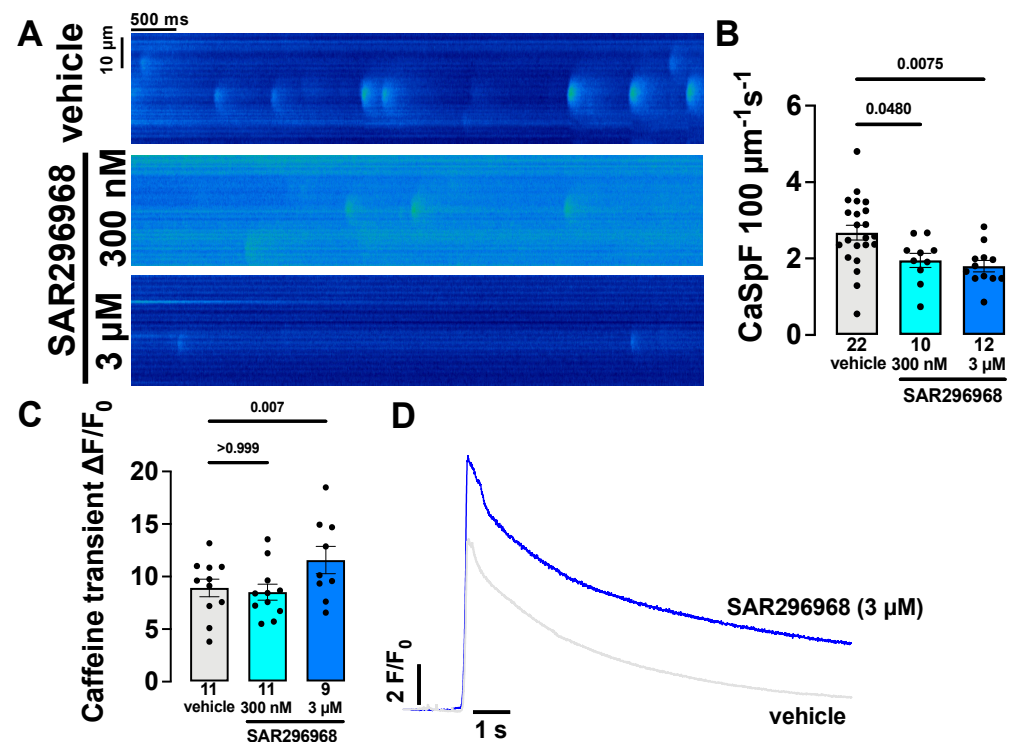 A
500 ms
10 µm
vehicle
SAR296968
300 nM
3 µM
B
0.0075
0.0480
CaSpF 100 µm⁻¹s⁻¹
6
4
2
0
22 10 12
vehicle 300 nM 3 µM
SAR296968
C
0.007
>0.999
Caffeine transient ΔF/F₀
20
15
10
5
0
11 11 9
vehicle 300 nM 3 µM
SAR296968
D
SAR296968 (3 µM)
2 F/F₀
1 s
vehicle